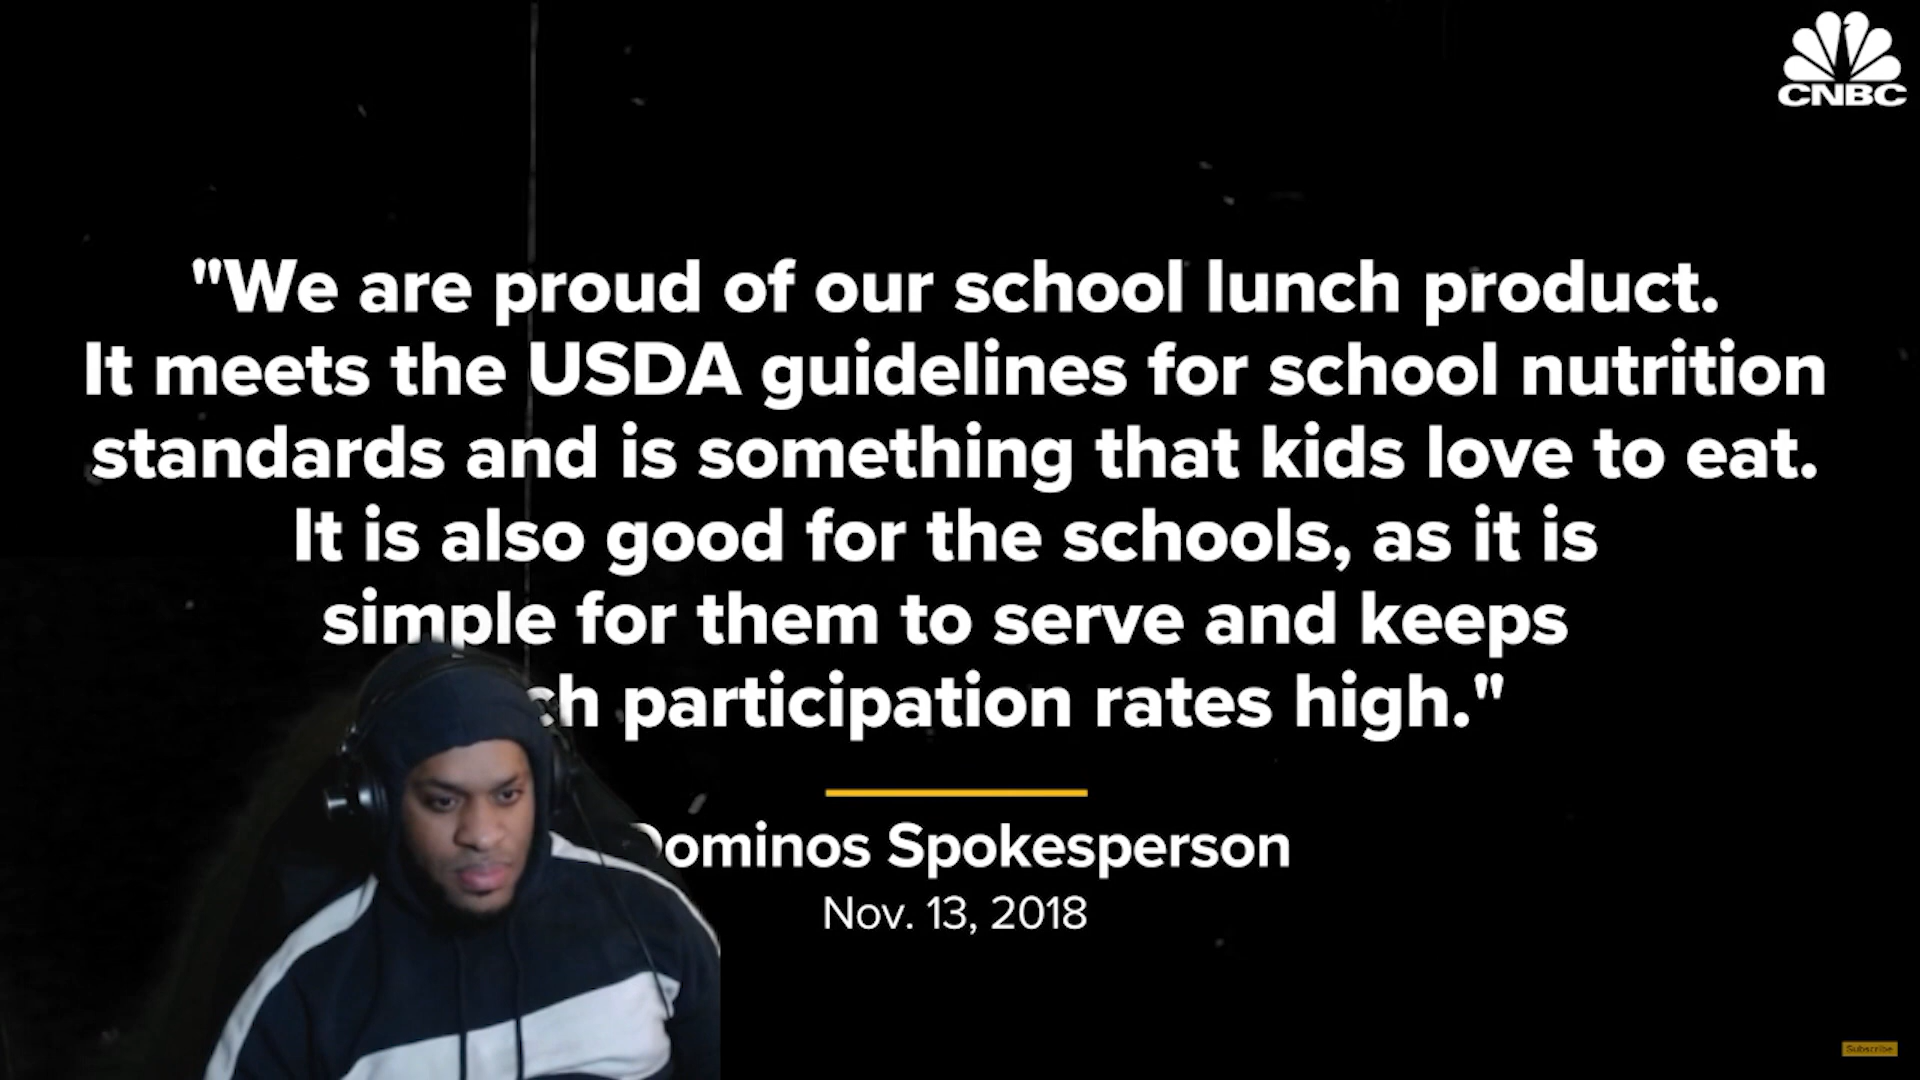 CNBC
"We are proud of our school lunch product.
It meets the USDA guidelines for school nutrition
standards and is something that kids love to eat.
It is also good for the schools, as it is
simple for them to serve and keeps
participation rates high."
Dominos Spokesperson
Nov. 13, 2018
Subscribe